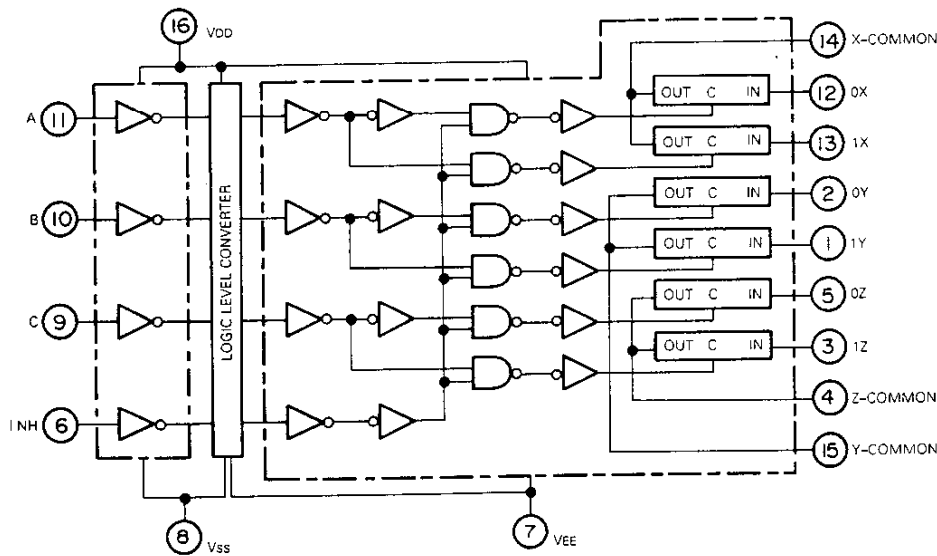 16 VDD
14 X-COMMON
A 11
OUT C IN 12 0X
OUT C IN 13 1X
B 10
OUT C IN 2 0Y
OUT C IN 1 1Y
LOGIC LEVEL CONVERTER
C 9
OUT C IN 5 0Z
OUT C IN 3 1Z
4 Z-COMMON
INH 6
15 Y-COMMON
8 VSS
7 VEE